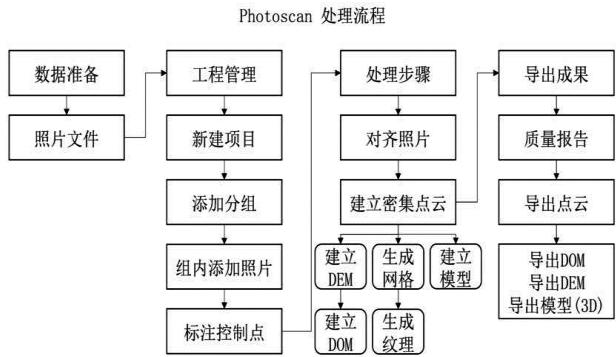 Photoscan 处理流程
数据准备
照片文件
工程管理
新建项目
添加分组
组内添加照片
标注控制点
处理步骤
对齐照片
建立密集点云
建立
DEM
生成
网格
建立
模型
建立
DOM
生成
纹理
导出成果
质量报告
导出点云
导出DOM
导出DEM
导出模型(3D)